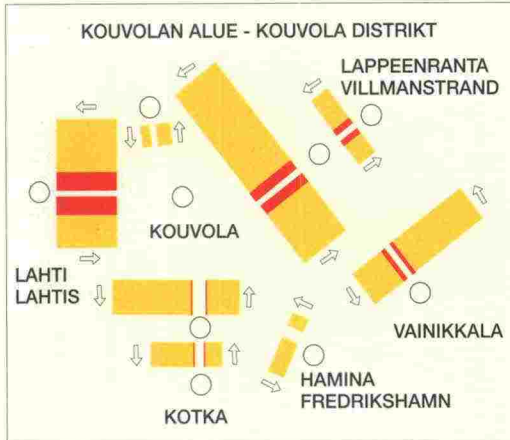 KOUVOLAN ALUE - KOUVOLA DISTRIKT
LAPPEENRANTA
VILLMANSTRAND
KOUVOLA
LAHTI
LAHTIS
VAINIKKALA
HAMINA
FREDRIKSHAMN
KOTKA